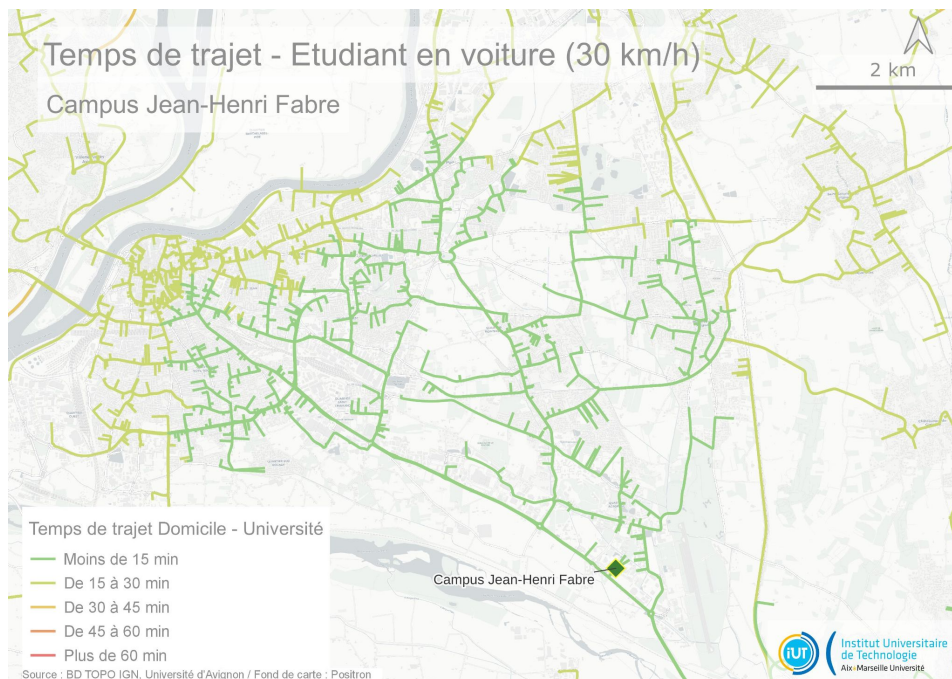 Temps de trajet - Etudiant en voiture (30 km/h)
Campus Jean-Henri Fabre
2 km
Temps de trajet Domicile - Université
Moins de 15 min
De 15 à 30 min
De 30 à 45 min
De 45 à 60 min
Plus de 60 min
Campus Jean-Henri Fabre
Source : BD TOPO IGN, Université d'Avignon / Fond de carte : Positron
iUT
Institut Universitaire
de Technologie
Aix*Marseille Université